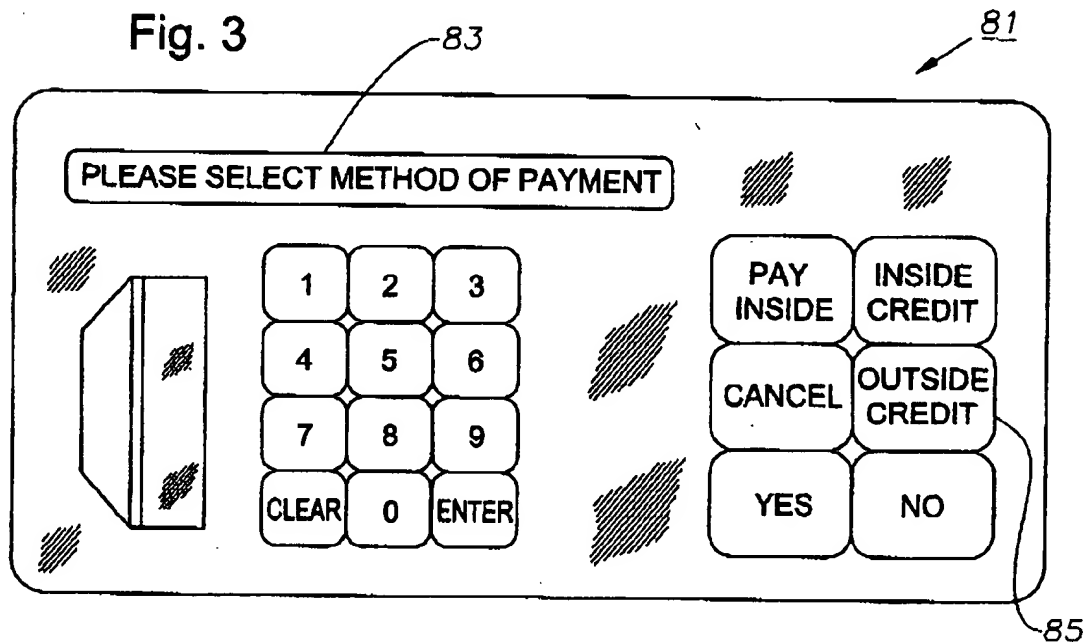 Fig. 3
83
81
PLEASE SELECT METHOD OF PAYMENT
1 2 3
4 5 6
7 8 9
CLEAR 0 ENTER
PAY
INSIDE
INSIDE
CREDIT
CANCEL
OUTSIDE
CREDIT
YES
NO
85